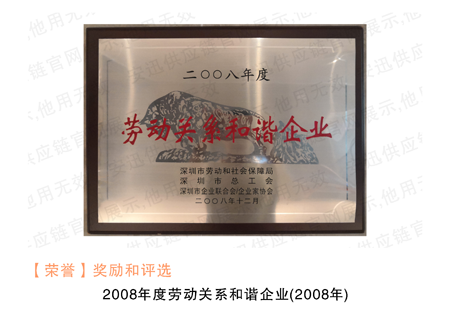 二〇〇八年度
劳动关系和谐企业
深圳市劳动和社会保障局
深圳市总工会
深圳市企业联合会/企业家协会
二〇〇八年十二月
【荣誉】奖励和评选
2008年度劳动关系和谐企业(2008年)